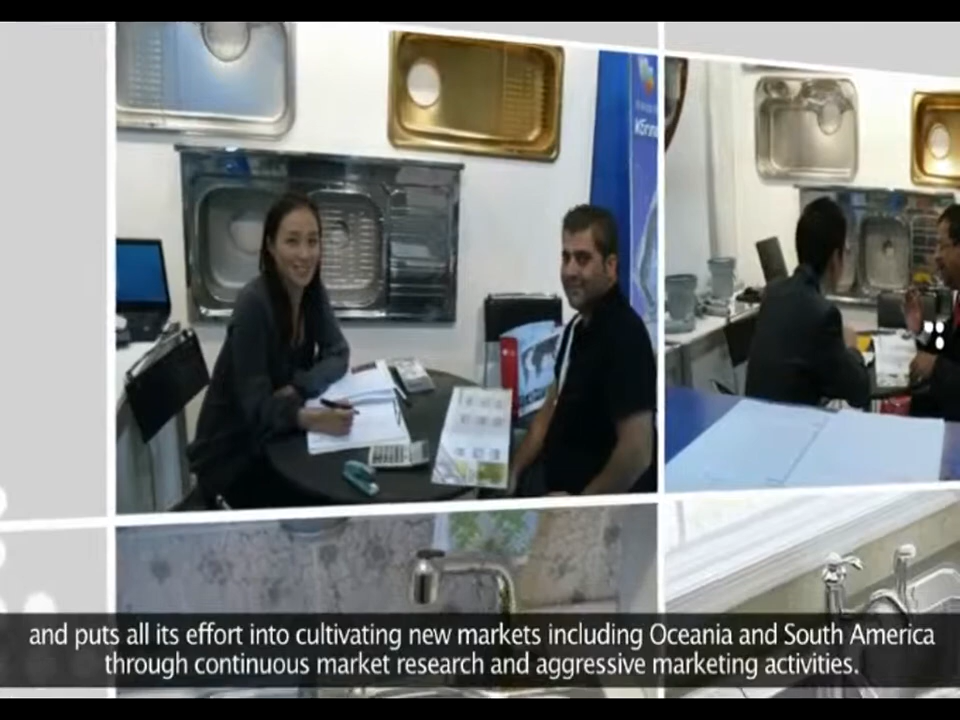 and puts all its effort into cultivating new markets including Oceania and South America
through continuous market research and aggressive marketing activities.